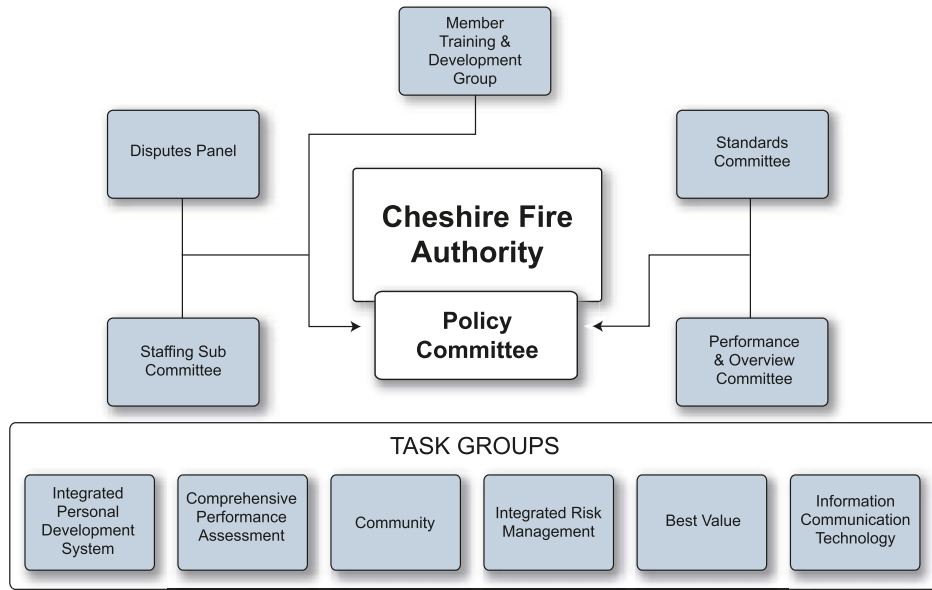 Member
Training &
Development
Group
Disputes Panel
Standards
Committee
Cheshire Fire
Authority
Policy
Committee
Staffing Sub
Committee
Performance
& Overview
Committee
TASK GROUPS
Integrated
Personal
Development
System
Comprehensive
Performance
Assessment
Community
Integrated Risk
Management
Best Value
Information
Communication
Technology